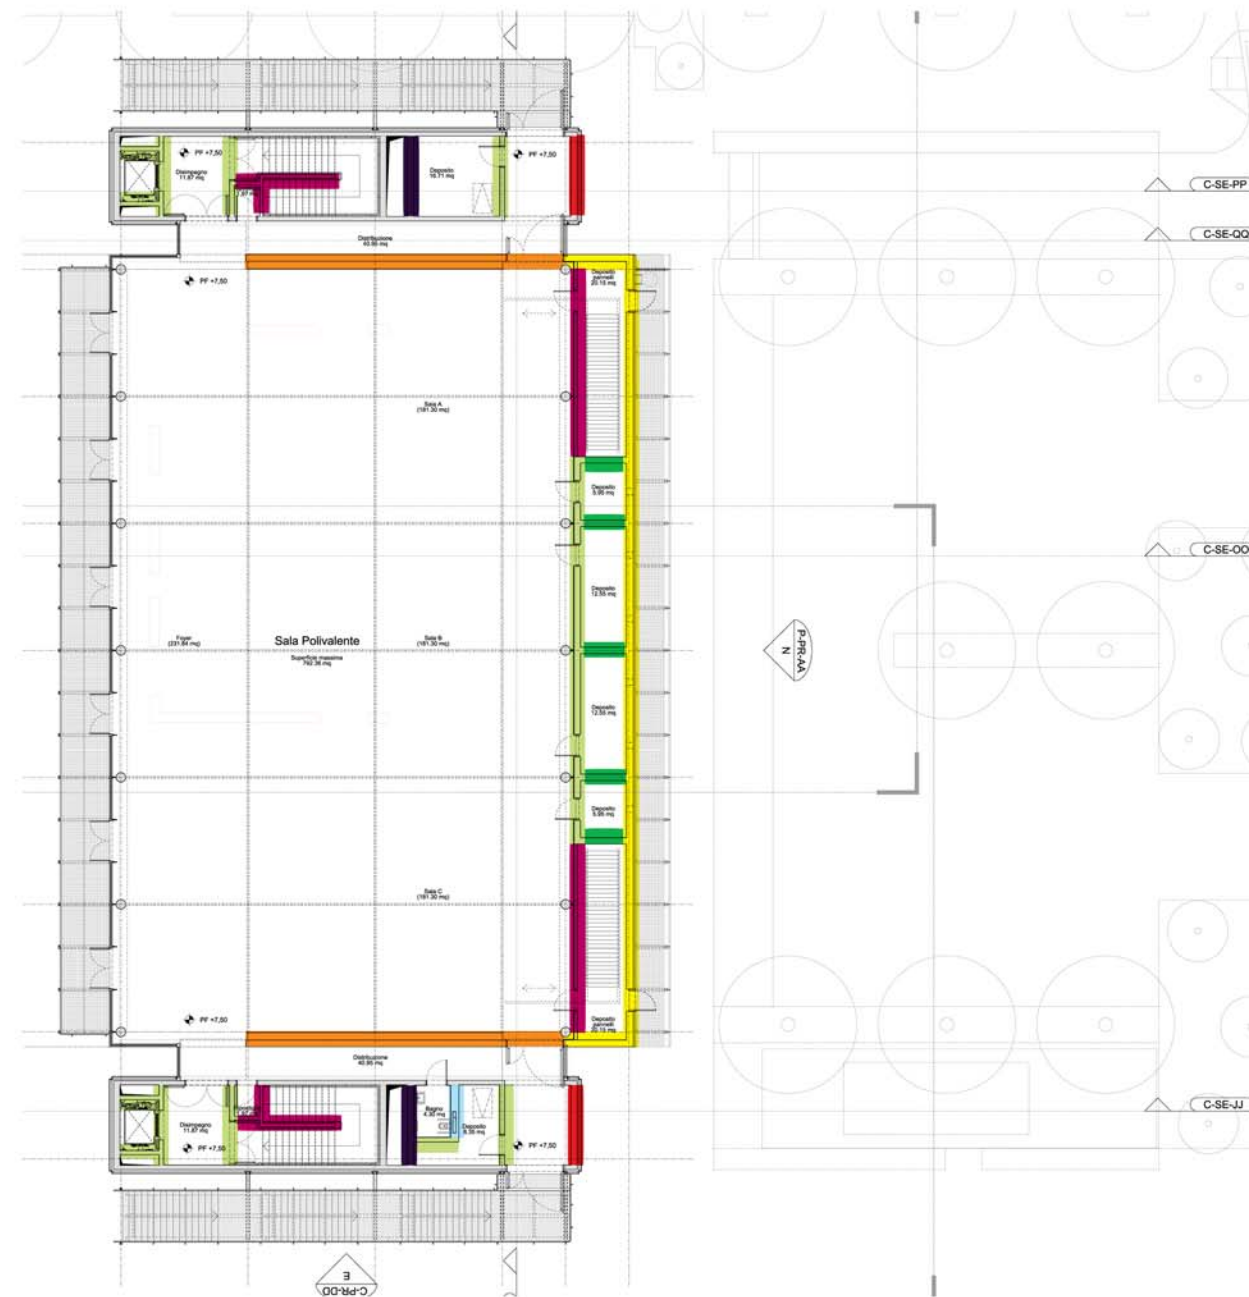 PF +7,50
Disimpegno
11.87 mq
Deposito
16.71 mq
PF +7,50
C-SE-PP
Distribuzione
40.95 mq
C-SE-QQ
PF +7,50
Deposito
pannelli
20.15 mq
Sala A
(181.30 mq)
Deposito
5.95 mq
C-SE-OO
Deposito
12.55 mq
Foyer
(231.84 mq)
Sala Polivalente
Superficie massima
792.36 mq
Sala B
(181.30 mq)
P-PR-AA
N
Deposito
12.55 mq
Deposito
5.95 mq
Sala C
(181.30 mq)
PF +7,50
Deposito
pannelli
20.15 mq
Distribuzione
40.95 mq
C-SE-JJ
Bagno
4.30 mq
Disimpegno
11.87 mq
Deposito
PF +7,50
PF +7,50
E
C-PR-DD